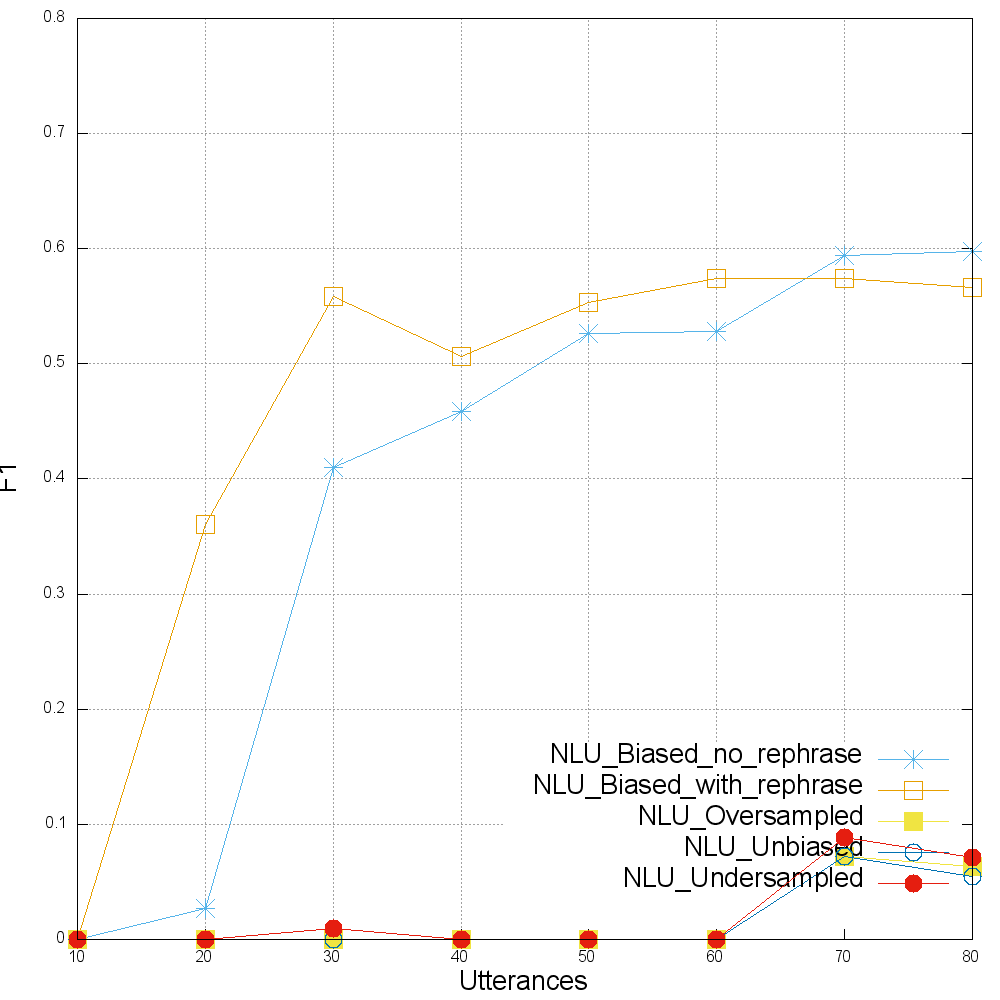 0.8
0.7
0.6
0.5
0.4
0.3
0.2
0.1
0
F1
NLU_Biased_no_rephrase
NLU_Biased_with_rephrase
NLU_Oversampled
NLU_Unbiased
NLU_Undersampled
10 20 30 40 50 60 70 80
Utterances